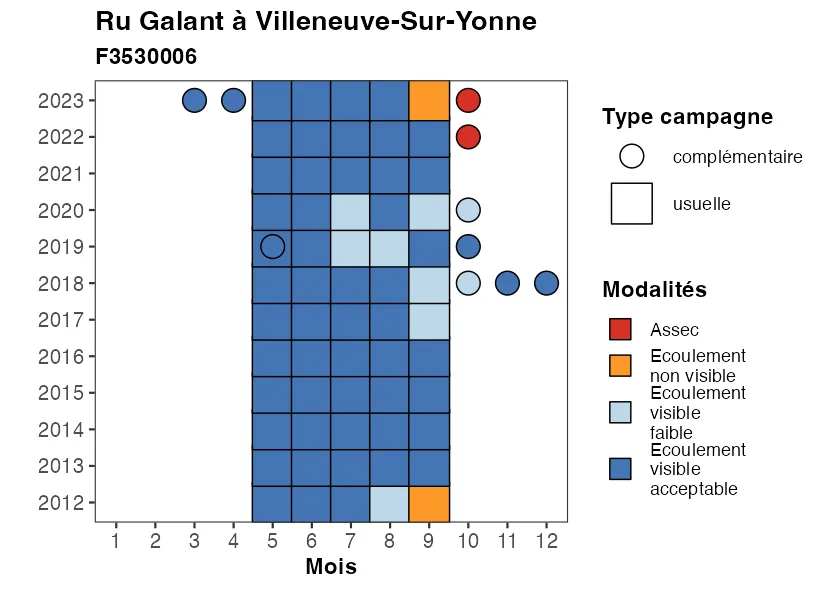 Ru Galant à Villeneuve-Sur-Yonne
F3530006
2023
2022
2021
2020
2019
2018
2017
2016
2015
2014
2013
2012
1 2 3 4 5 6 7 8 9 10 11 12
Mois
Type campagne
complémentaire
usuelle
Modalités
Assec
Ecoulement
non visible
Ecoulement
visible
faible
Ecoulement
visible
acceptable